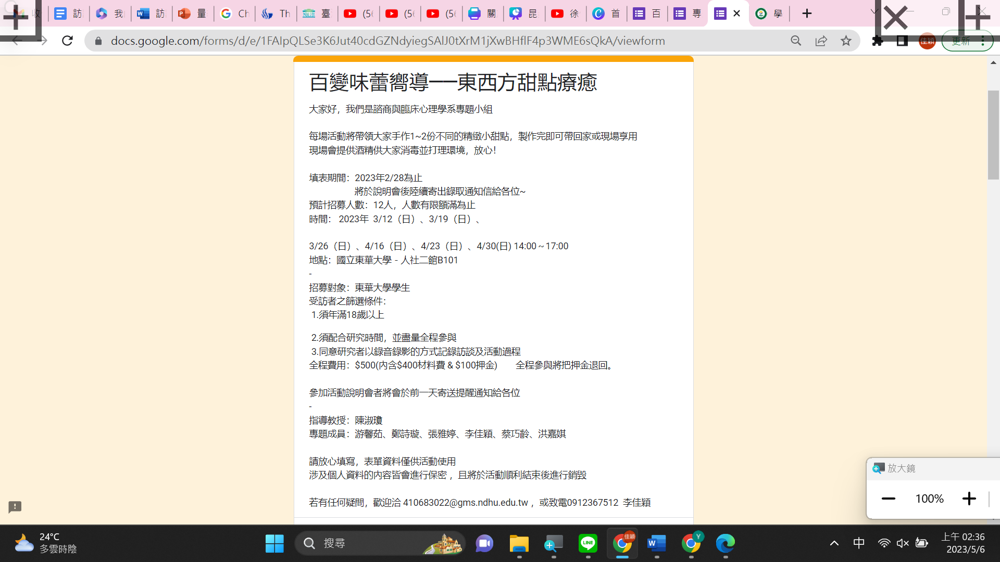 收
訪
我
訪
量
Ch
Th
臺
(56
(56
(56
關
昆
徐
首
百
專
學
docs.google.com/forms/d/e/1FAIpQLSe3K6Jut40cdGZNdyiegSAlJ0tXrM1jXwBHflF4p3WME6sQkA/viewform
佳穎
更新
百變味蕾嚮導──東西方甜點療癒
大家好，我們是諮商與臨床心理學系專題小組
每場活動將帶領大家手作1~2份不同的精緻小甜點，製作完即可帶回家或現場享用
現場會提供酒精供大家消毒並打理環境，放心!
填表期間：2023年2/28為止
將於說明會後陸續寄出錄取通知信給各位~
預計招募人數：12人，人數有限額滿為止
時間： 2023年 3/12（日）、3/19（日）、
3/26（日）、4/16（日）、4/23（日）、4/30(日) 14:00～17:00
地點：國立東華大學 - 人社二館B101
-
招募對象：東華大學學生
受訪者之篩選條件：
1.須年滿18歲以上
2.須配合研究時間，並盡量全程參與
3.同意研究者以錄音錄影的方式記錄訪談及活動過程
全程費用：$500(內含$400材料費 & $100押金) 全程參與將把押金退回。
參加活動說明會者將會於前一天寄送提醒通知給各位
-
指導教授：陳淑瓊
專題成員：游馨茹、鄭詩璇、張雅婷、李佳穎、蔡巧齡、洪嘉娸
請放心填寫，表單資料僅供活動使用
涉及個人資料的內容皆會進行保密 ，且將於活動順利結束後進行銷毀
若有任何疑問，歡迎洽 410683022@gms.ndhu.edu.tw ，或致電0912367512 李佳穎
放大鏡
100%
24°C
多雲時陰
搜尋
LINE
佳穎
Y
中
上午 02:36
2023/5/6